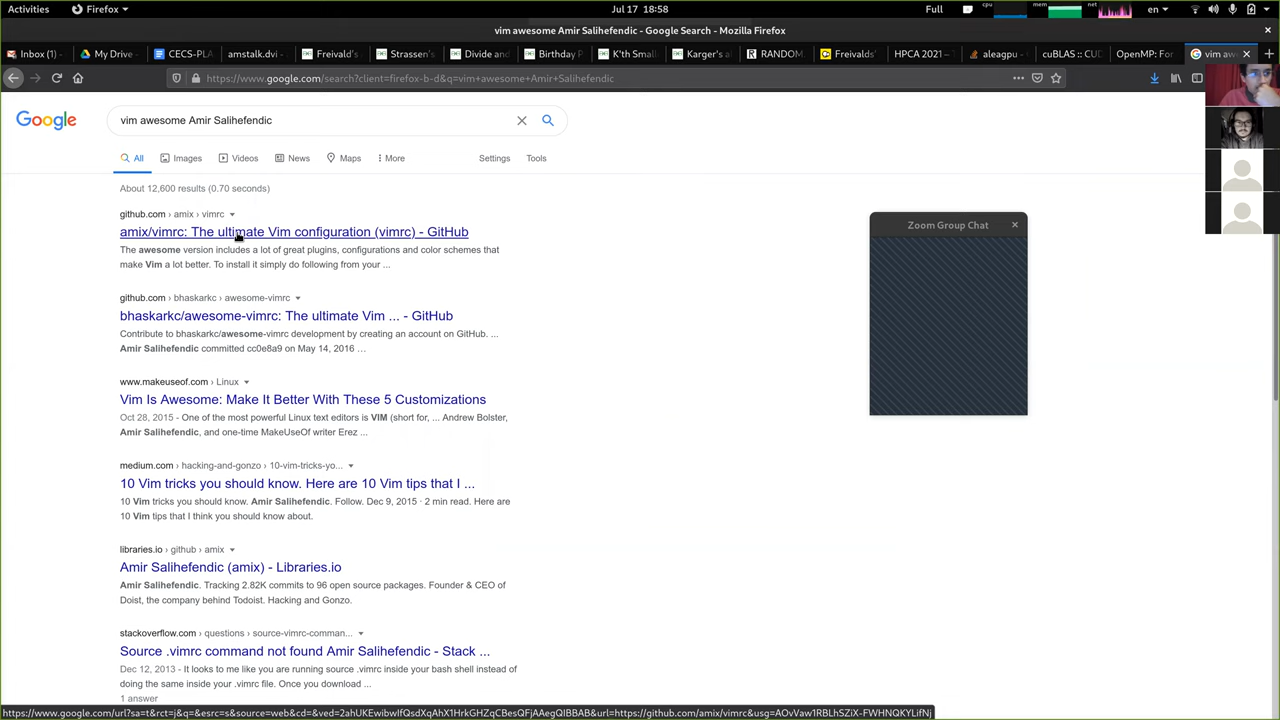 Activities
Firefox
Jul 17 18:58
cpu
mem
net
Full
en
vim awesome Amir Salihefendic - Google Search - Mozilla Firefox
Inbox (1)
My Drive
CECS-PLA
amstalk.dvi
Freivald's
Strassen'
Divide and
Birthday P
K'th Small
Karger's a
RANDOM
Freivalds'
HPCA 2021
aleagpu
cuBLAS :: CUD
OpenMP: For
vim aw
https://www.google.com/search?client=firefox-b-d&q=vim+awesome+Amir+Salihefendic
Google
vim awesome Amir Salihefendic
All
Images
Videos
News
Maps
More
Settings
Tools
About 12,600 results (0.70 seconds)
github.com › amix › vimrc
amix/vimrc: The ultimate Vim configuration (vimrc) - GitHub
The awesome version includes a lot of great plugins, configurations and color schemes that
make Vim a lot better. To install it simply do following from your ...
github.com › bhaskarkc › awesome-vimrc
bhaskarkc/awesome-vimrc: The ultimate Vim ... - GitHub
Contribute to bhaskarkc/awesome-vimrc development by creating an account on GitHub. ...
Amir Salihefendic committed cc0e8a9 on May 14, 2016 ...
www.makeuseof.com › Linux
Vim Is Awesome: Make It Better With These 5 Customizations
Oct 28, 2015 - One of the most powerful Linux text editors is VIM (short for, ... Andrew Bolster,
Amir Salihefendic, and one-time MakeUseOf writer Erez ...
medium.com › hacking-and-gonzo › 10-vim-tricks-yo...
10 Vim tricks you should know. Here are 10 Vim tips that I ...
10 Vim tricks you should know. Amir Salihefendic. Follow. Dec 9, 2015 · 2 min read. Here are
10 Vim tips that I think you should know about.
libraries.io › github › amix
Amir Salihefendic (amix) - Libraries.io
Amir Salihefendic. Tracking 2.82K commits to 96 open source packages. Founder & CEO of
Doist, the company behind Todoist. Hacking and Gonzo.
stackoverflow.com › questions › source-vimrc-comman...
Source .vimrc command not found Amir Salihefendic - Stack ...
Dec 12, 2013 - It looks to me like you are running source .vimrc inside your bash shell instead of
doing the same inside your .vimrc file. Once you download ...
1 answer
Zoom Group Chat